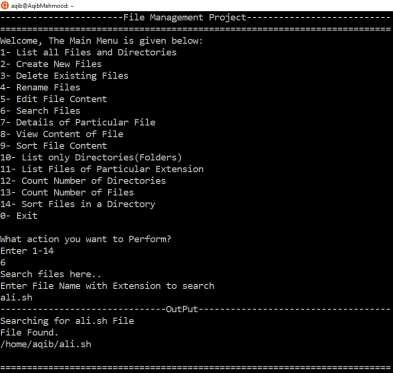 aqib@AqibMahmood: ~
-----------------------File Management Project---------------------------
=========================================================================
Welcome, The Main Menu is given below:
1- List all Files and Directories
2- Create New Files
3- Delete Existing Files
4- Rename Files
5- Edit File Content
6- Search Files
7- Details of Particular File
8- View Content of File
9- Sort File Content
10- List only Directories(Folders)
11- List Files of Particular Extension
12- Count Number of Directories
13- Count Number of Files
14- Sort Files in a Directory
0- Exit
What action you want to Perform?
Enter 1-14
6
Search files here..
Enter File Name with Extension to search
ali.sh
-------------------------------OutPut------------------------------------
Searching for ali.sh File
File Found.
/home/aqib/ali.sh
=========================================================================